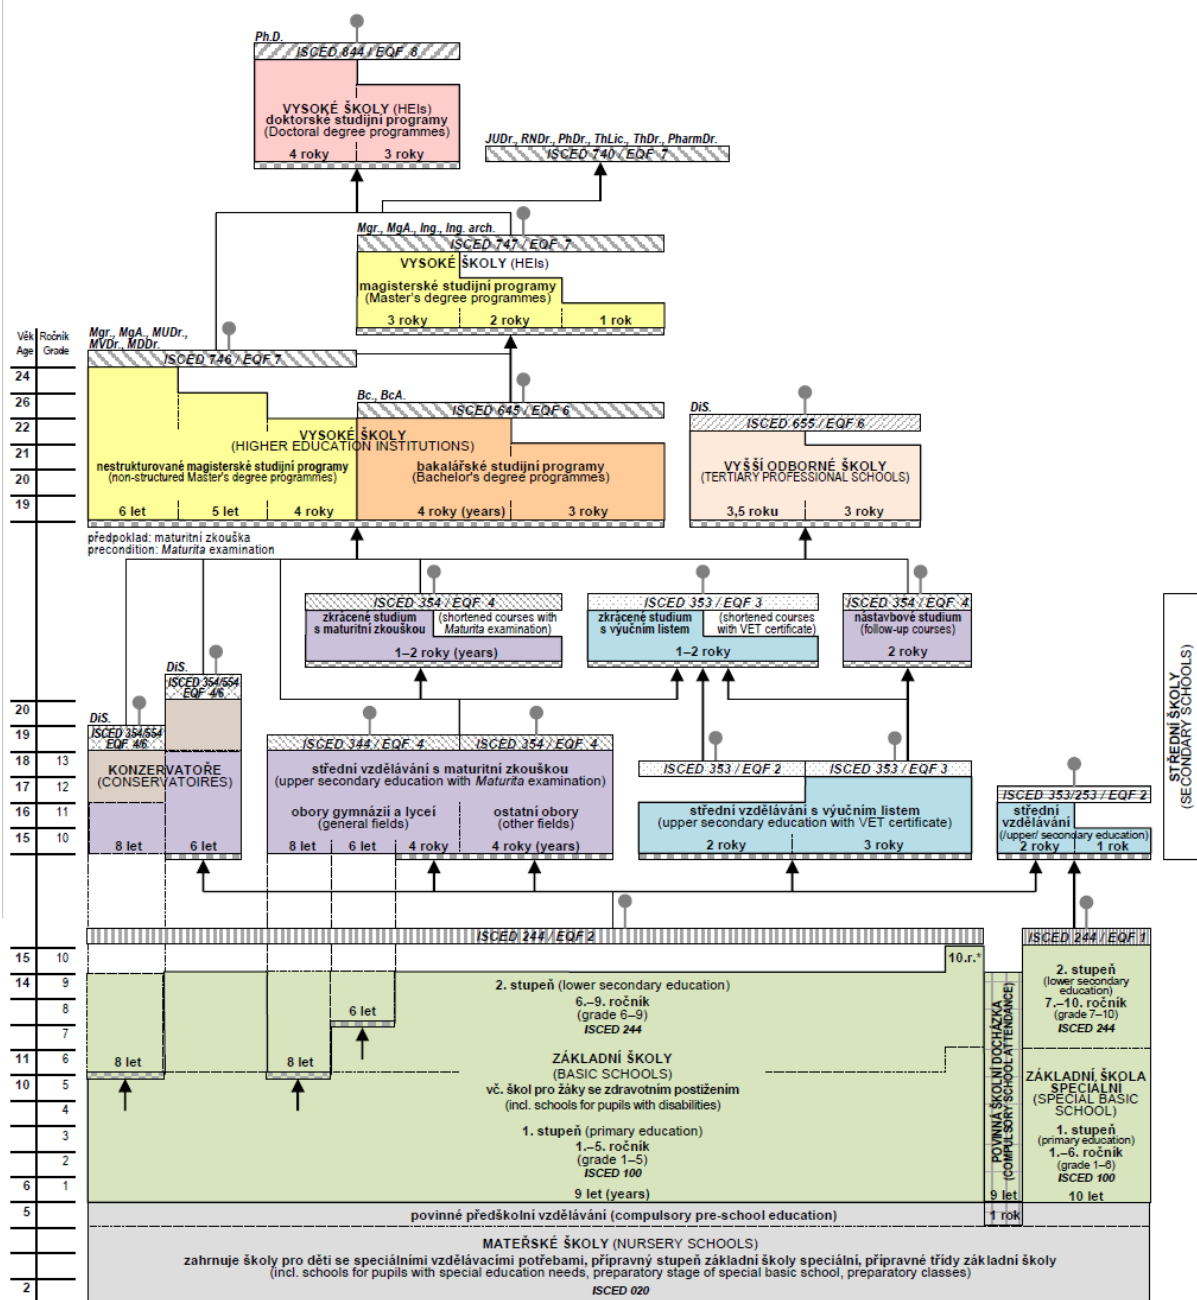 Ph.D.
ISCED 844 / EQF 8
VYSOKÉ ŠKOLY (HEIs)
doktorské studijní programy
(Doctoral degree programmes)
4 roky
3 roky
JUDr., RNDr., PhDr., ThLic., ThDr., PharmDr.
ISCED 740 / EQF 7
Mgr., MgA., Ing., Ing. arch.
ISCED 747 / EQF 7
VYSOKÉ ŠKOLY (HEIs)
magisterské studijní programy
(Master's degree programmes)
3 roky
2 roky
1 rok
Věk Ročník
Age Grade
Mgr., MgA., MUDr.,
MVDr., MDDr.
ISCED 746 / EQF 7
24
26
22
21
20
19
Bc., BcA.
ISCED 645 / EQF 6
DiS.
ISCED 655 / EQF 6
VYSOKÉ ŠKOLY
(HIGHER EDUCATION INSTITUTIONS)
nestrukturované magisterské studijní programy
(non-structured Master's degree programmes)
6 let
5 let
4 roky
bakalářské studijní programy
(Bachelor's degree programmes)
4 roky (years)
3 roky
VYŠŠÍ ODBORNÉ ŠKOLY
(TERTIARY PROFESSIONAL SCHOOLS)
3,5 roku
3 roky
předpoklad: maturitní zkouška
precondition: Maturita examination
ISCED 354 / EQF 4
zkrácené studium
s maturitní zkouškou
(shortened courses with
Maturita examination)
1–2 roky (years)
ISCED 353 / EQF 3
zkrácené studium
s výučním listem
(shortened courses
with VET certificate)
1–2 roky
ISCED 354 / EQF 4
nástavbové studium
(follow-up courses)
2 roky
STŘEDNÍ ŠKOLY
(SECONDARY SCHOOLS)
DiS.
ISCED 354/554
EQF 4/6
DiS.
ISCED 354/554
EQF 4/6
20
19
18 13
17 12
16 11
15 10
KONZERVATOŘE
(CONSERVATOIRES)
8 let
6 let
ISCED 344 / EQF 4
ISCED 354 / EQF 4
střední vzdělávání s maturitní zkouškou
(upper secondary education with Maturita examination)
obory gymnázií a lyceí
(general fields)
ostatní obory
(other fields)
8 let
6 let
4 roky
4 roky (years)
ISCED 353 / EQF 2
ISCED 353 / EQF 3
střední vzdělávání s výučním listem
(upper secondary education with VET certificate)
2 roky
3 roky
ISCED 353/253 / EQF 2
střední
vzdělávání
(/upper/ secondary education)
2 roky
1 rok
ISCED 244 / EQF 2
ISCED 244 / EQF 1
15 10
14 9
8
7
11 6
10 5
4
3
2
6 1
5
2
10.r.*
2. stupeň (lower secondary education)
6.–9. ročník
(grade 6–9)
ISCED 244
6 let
8 let
8 let
ZÁKLADNÍ ŠKOLY
(BASIC SCHOOLS)
vč. škol pro žáky se zdravotním postižením
(incl. schools for pupils with disabilities)
1. stupeň (primary education)
1.–5. ročník
(grade 1–5)
ISCED 100
9 let (years)
POVINNÁ ŠKOLNÍ DOCHÁZKA
(COMPULSORY SCHOOL ATTENDANCE)
9 let
1 rok
2. stupeň
(lower secondary
education)
7.–10. ročník
(grade 7–10)
ISCED 244
ZÁKLADNÍ ŠKOLA
SPECIÁLNÍ
(SPECIAL BASIC
SCHOOL)
1. stupeň
(primary education)
1.–6. ročník
(grade 1–6)
ISCED 100
10 let
povinné předškolní vzdělávání (compulsory pre-school education)
MATEŘSKÉ ŠKOLY (NURSERY SCHOOLS)
zahrnuje školy pro děti se speciálními vzdělávacími potřebami, přípravný stupeň základní školy speciální, přípravné třídy základní školy
(incl. schools for pupils with special education needs, preparatory stage of special basic school, preparatory classes)
ISCED 020